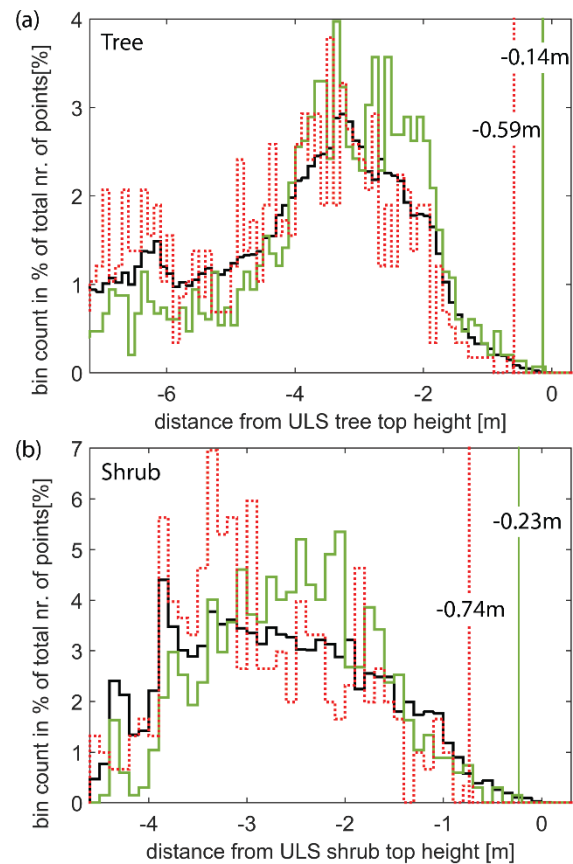 (a)
Tree
bin count in % of total nr. of points[%]
4
3
2
1
0
-0.14m
-0.59m
-6
-4
-2
0
distance from ULS tree top height [m]
(b)
Shrub
bin count in % of total nr. of points[%]
7
6
5
4
3
2
1
0
-0.23m
-0.74m
-4
-3
-2
-1
0
distance from ULS shrub top height [m]